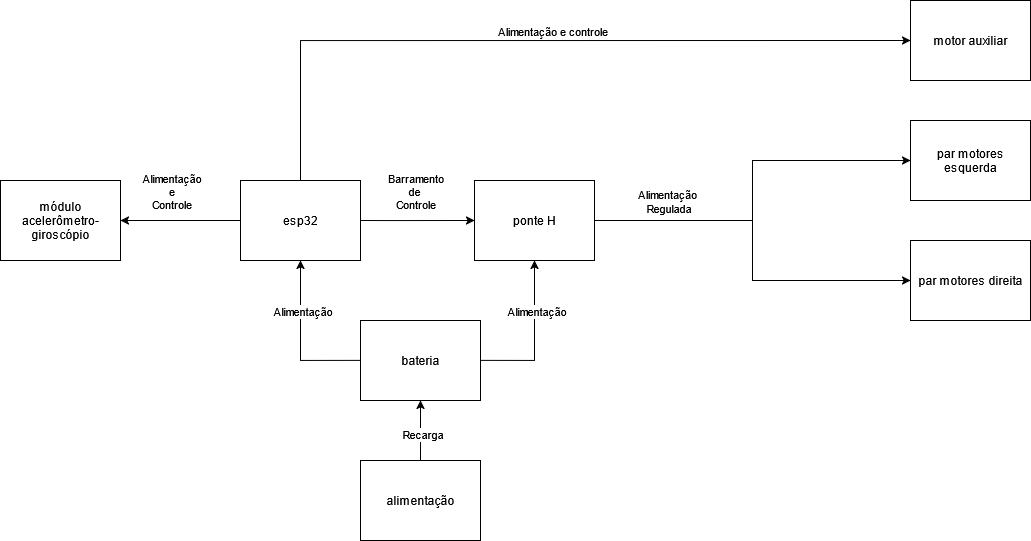 Alimentação e controle
motor auxiliar
par motores
esquerda
Alimentação
e
Controle
Barramento
de
Controle
Alimentação
Regulada
módulo
acelerômetro-
giroscópio
esp32
ponte H
par motores direita
Alimentação
Alimentação
bateria
Recarga
alimentação